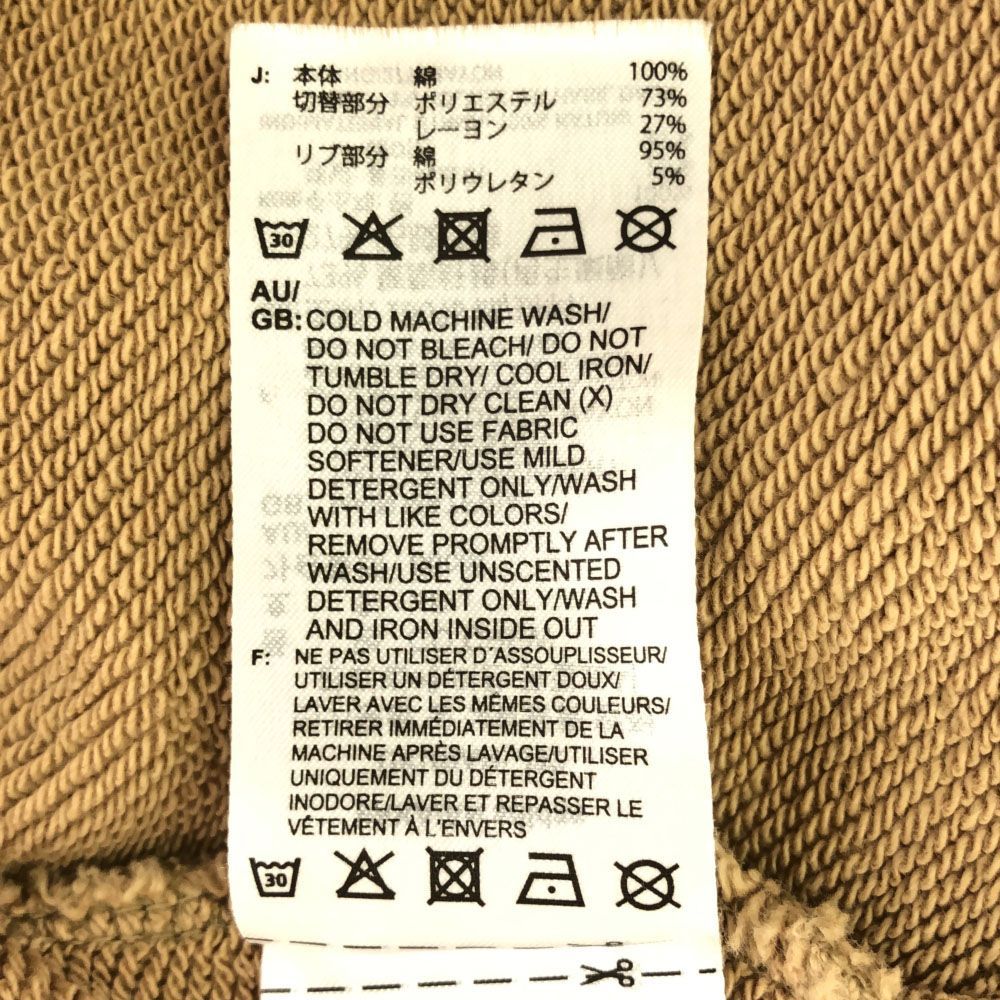 J: 本体 綿 100%
切替部分 ポリエステル 73%
レーヨン 27%
リブ部分 綿 95%
ポリウレタン 5%
30
AU/
GB: COLD MACHINE WASH/
DO NOT BLEACH/ DO NOT
TUMBLE DRY/ COOL IRON/
DO NOT DRY CLEAN (X)
DO NOT USE FABRIC
SOFTENER/USE MILD
DETERGENT ONLY/WASH
WITH LIKE COLORS/
REMOVE PROMPTLY AFTER
WASH/USE UNSCENTED
DETERGENT ONLY/WASH
AND IRON INSIDE OUT
F: NE PAS UTILISER D´ASSOUPLISSEUR/
UTILISER UN DÉTERGENT DOUX/
LAVER AVEC LES MÊMES COULEURS/
RETIRER IMMÉDIATEMENT DE LA
MACHINE APRÈS LAVAGE/UTILISER
UNIQUEMENT DU DÉTERGENT
INODORE/LAVER ET REPASSER LE
VÊTEMENT À L'ENVERS
30